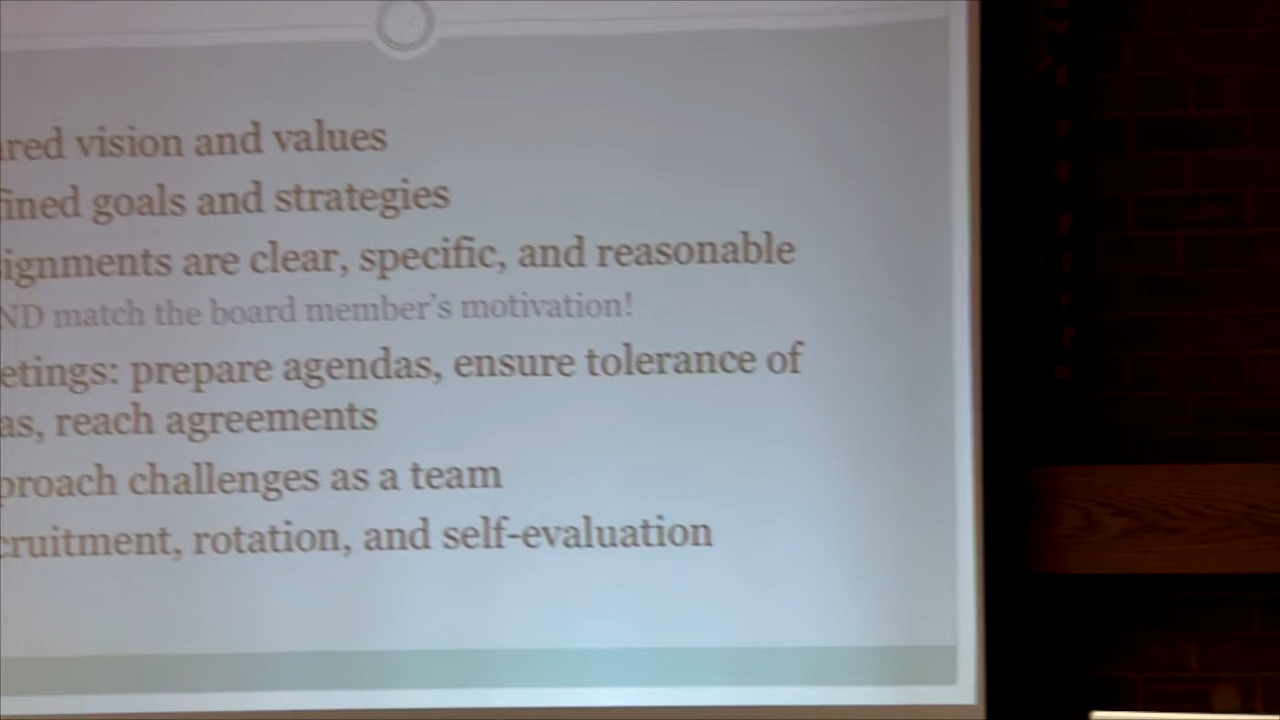 ared vision and values
fined goals and strategies
ignments are clear, specific, and reasonable
ND match the board member's motivation!
etings: prepare agendas, ensure tolerance of
as, reach agreements
proach challenges as a team
cruitment, rotation, and self-evaluation